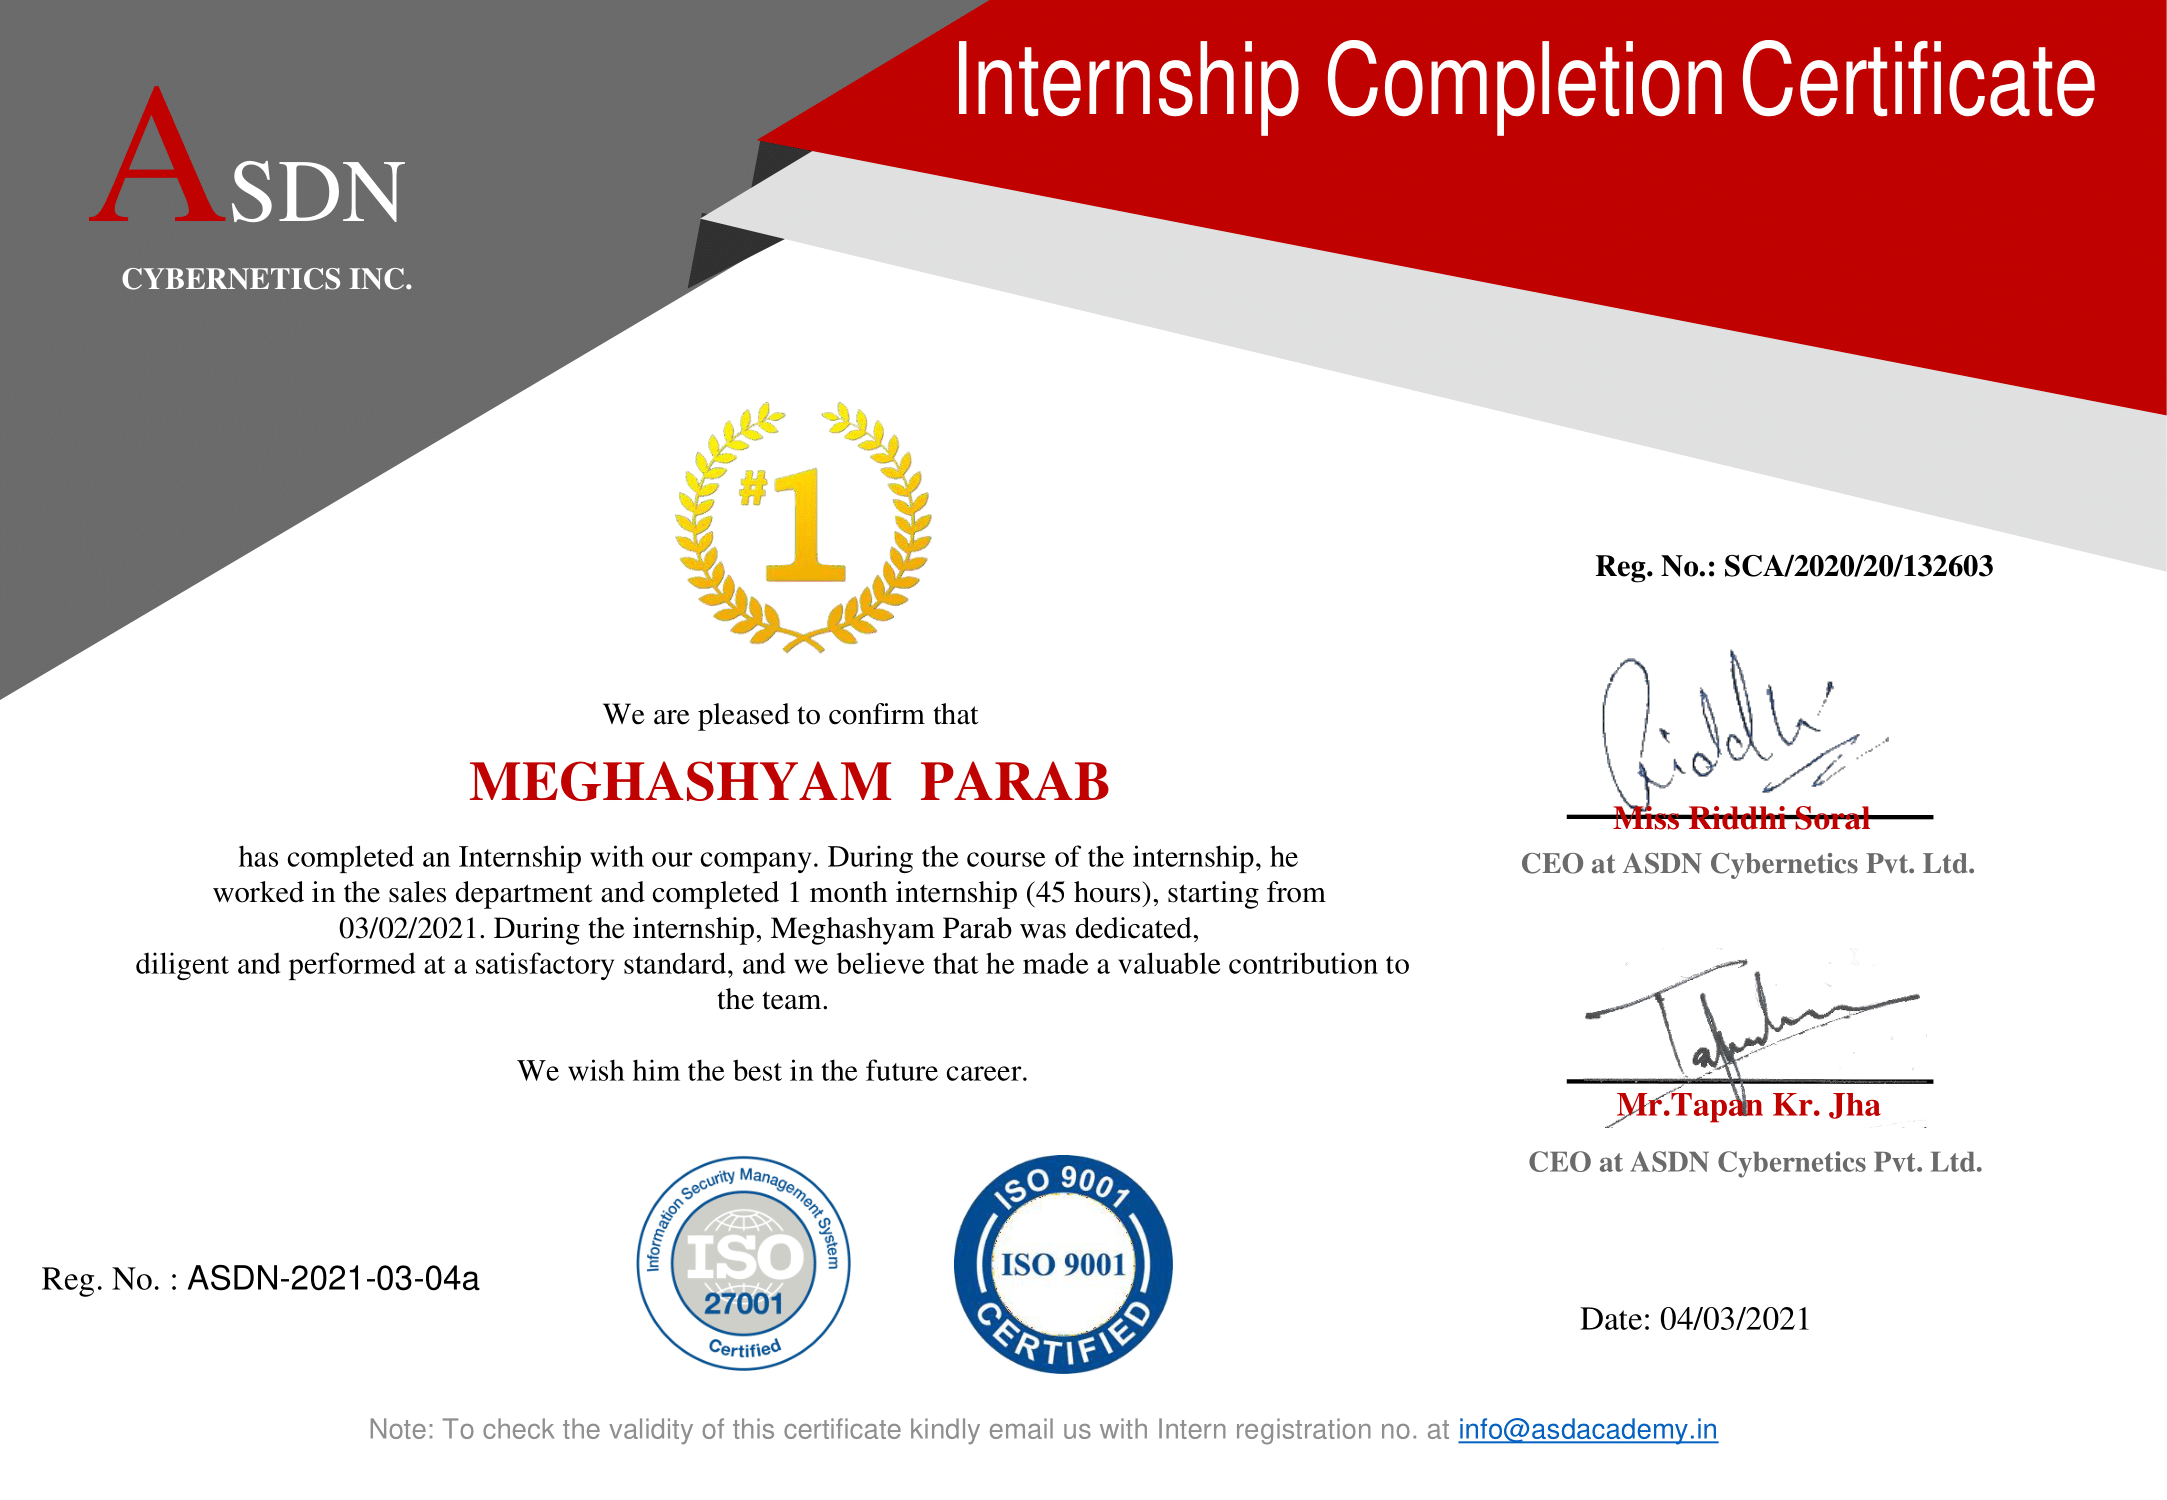 Internship Completion Certificate
ASDN
CYBERNETICS INC.
#1
Reg. No.: SCA/2020/20/132603
We are pleased to confirm that
MEGHASHYAM PARAB
has completed an Internship with our company. During the course of the internship, he
worked in the sales department and completed 1 month internship (45 hours), starting from
03/02/2021. During the internship, Meghashyam Parab was dedicated,
diligent and performed at a satisfactory standard, and we believe that he made a valuable contribution to
the team.
We wish him the best in the future career.
Riddhi
Miss Riddhi Soral
CEO at ASDN Cybernetics Pvt. Ltd.
Tapan
Mr.Tapan Kr. Jha
CEO at ASDN Cybernetics Pvt. Ltd.
Reg. No. : ASDN-2021-03-04a
Information Security Management System
ISO
27001
Certified
ISO 9001
ISO 9001
CERTIFIED
Date: 04/03/2021
Note: To check the validity of this certificate kindly email us with Intern registration no. at info@asdacademy.in